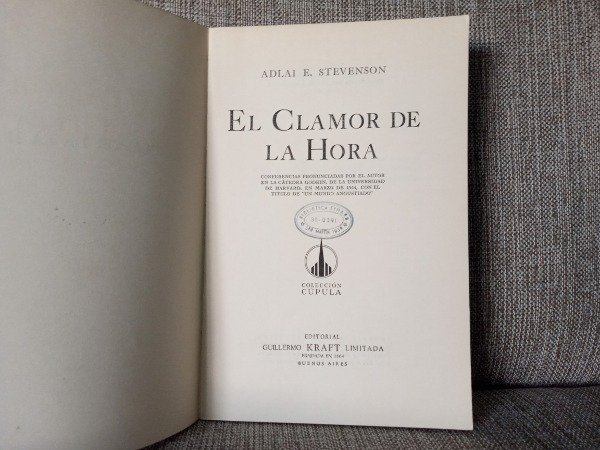 ADLAI E. STEVENSON
EL CLAMOR DE
LA HORA
CONFERENCIAS PRONUNCIADAS POR EL AUTOR
EN LA CÁTEDRA GODKIN, DE LA UNIVERSIDAD
DE HARVARD, EN MARZO DE 1954, CON EL
TITULO DE "UN MUNDO ANGUSTIADO"
BIBLIOTECA
COLECCIÓN
CÚPULA
EDITORIAL
GUILLERMO KRAFT LIMITADA
FUNDADA EN 1864
BUENOS AIRES